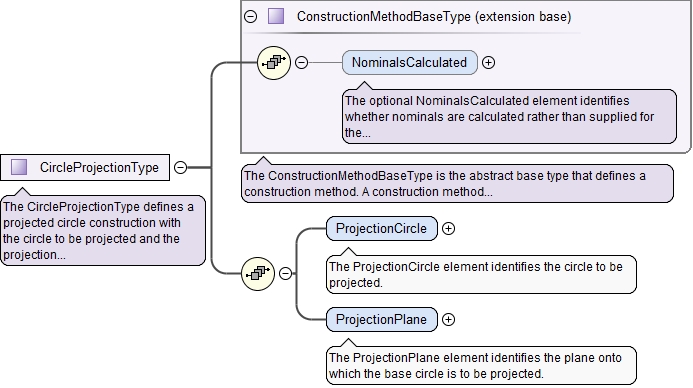 ConstructionMethodBaseType (extension base)
NominalsCalculated
The optional NominalsCalculated element identifies
whether nominals are calculated rather than supplied for
the...
The ConstructionMethodBaseType is the abstract base type that defines a
construction method. A construction method...
CircleProjectionType
The CircleProjectionType defines a
projected circle construction with
the circle to be projected and the
projection...
ProjectionCircle
The ProjectionCircle element identifies the circle to be
projected.
ProjectionPlane
The ProjectionPlane element identifies the plane onto
which the base circle is to be projected.